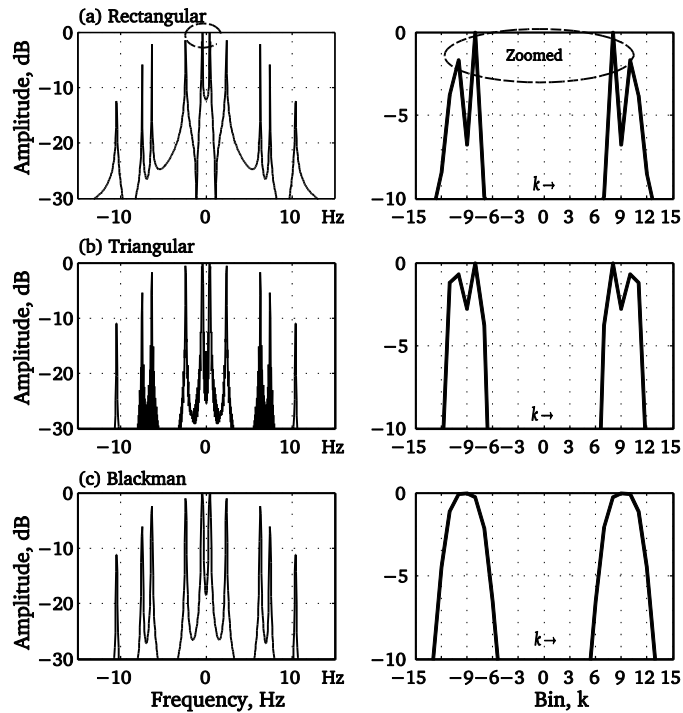 (a) Rectangular
Amplitude, dB
0
−10
−20
−30
−10 0 10 Hz
Zoomed
0
−5
−10
k→
−15 −9−6−3 0 3 6 9 12 15
(b) Triangular
Amplitude, dB
0
−10
−20
−30
−10 0 10 Hz
0
−5
−10
k→
−15 −9−6−3 0 3 6 9 12 15
(c) Blackman
Amplitude, dB
0
−10
−20
−30
−10 0 10 Hz
Frequency, Hz
0
−5
−10
k→
−15 −9−6−3 0 3 6 9 12 15
Bin, k